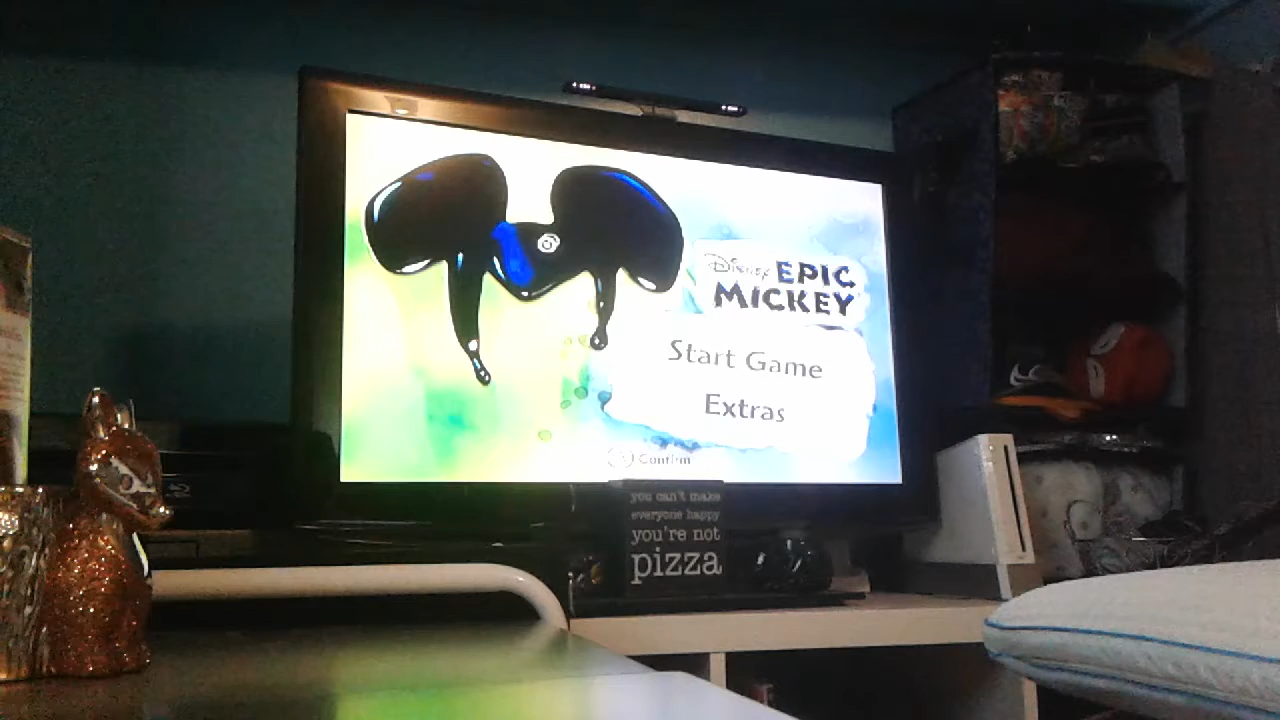 Disney EPIC
MICKEY
Start Game
Extras
Confirm
you can't make
everyone happy
you're not
pizza